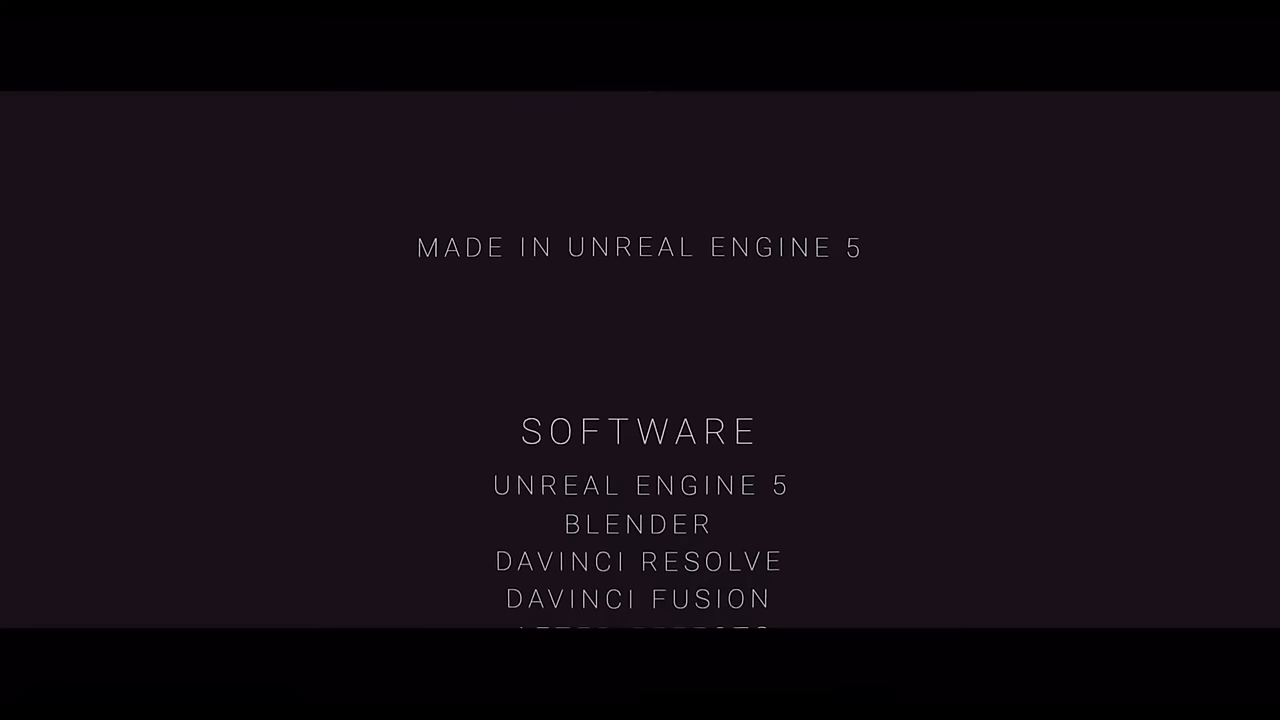 MADE IN UNREAL ENGINE 5
SOFTWARE
UNREAL ENGINE 5
BLENDER
DAVINCI RESOLVE
DAVINCI FUSION